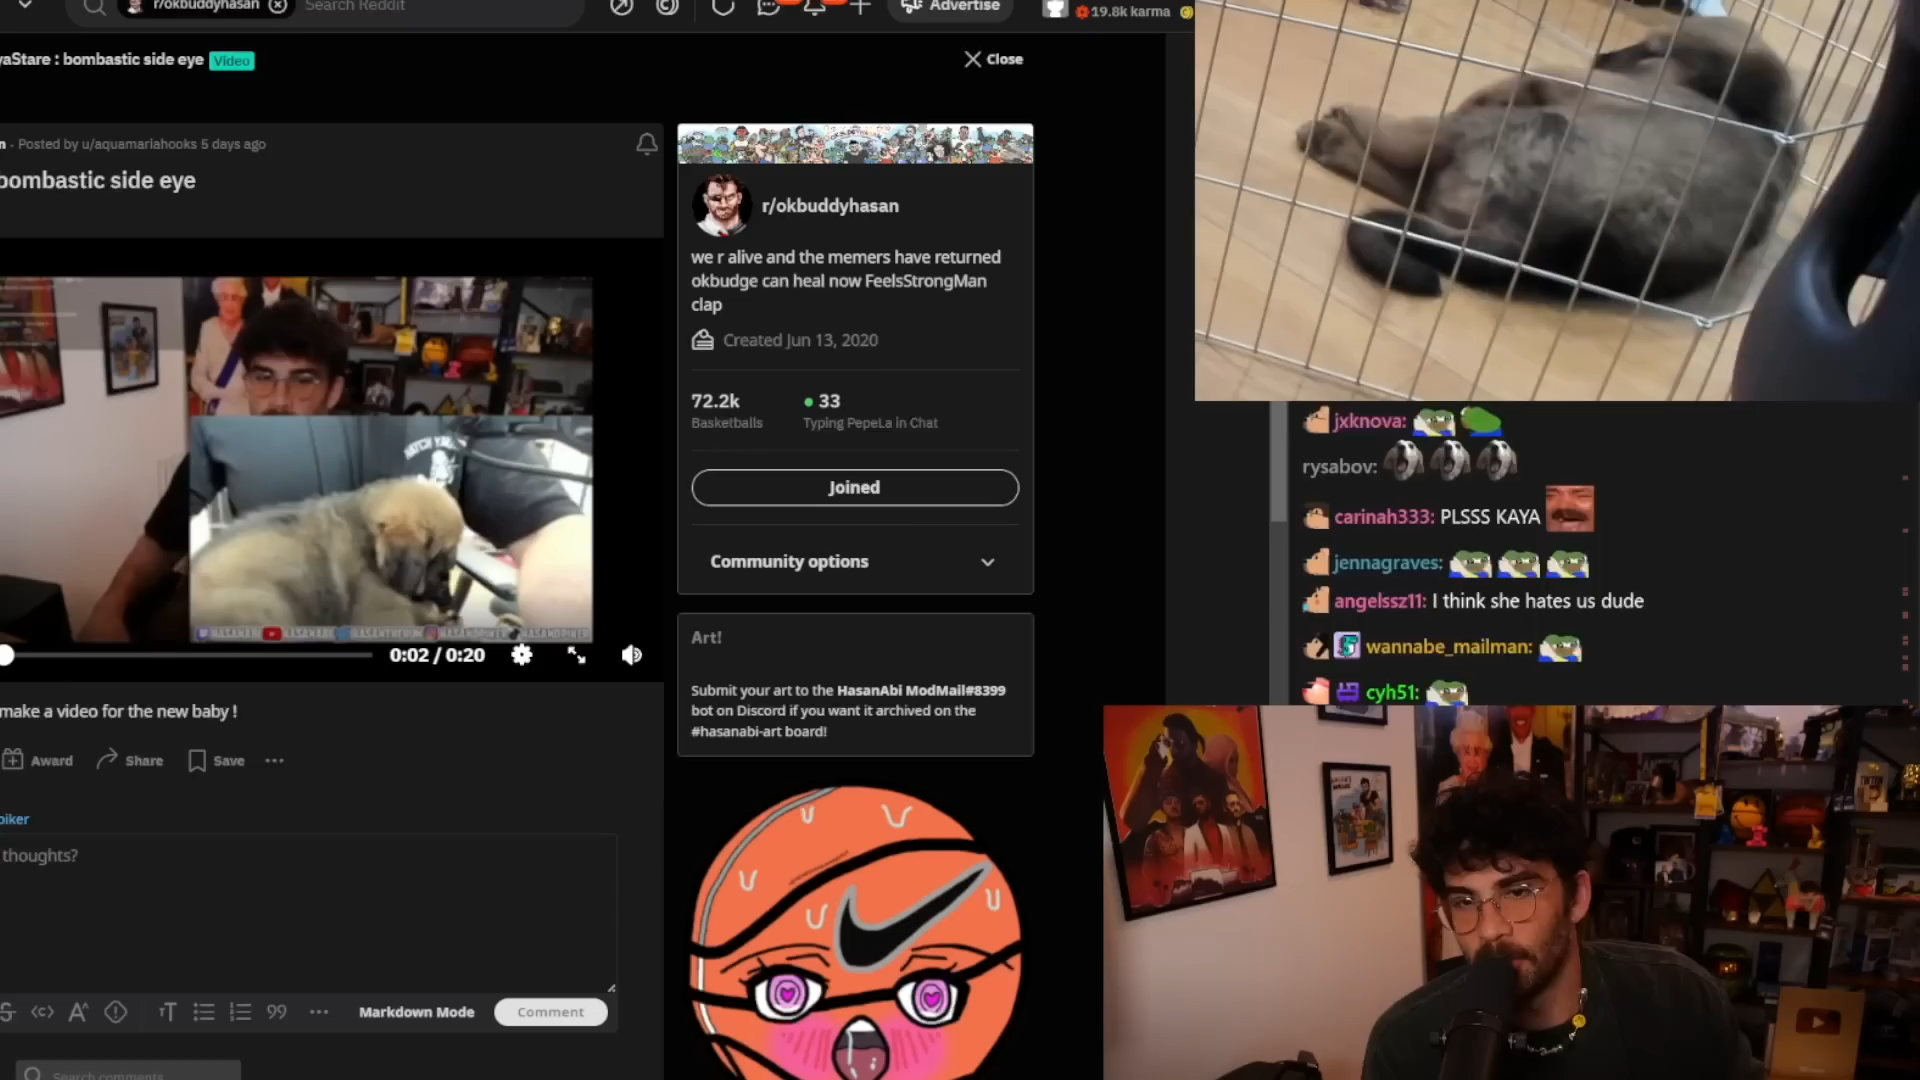 r/okbuddyhasan
Search Reddit
Advertise
19.8k karma
yaStare : bombastic side eye
Video
Close
n · Posted by u/aquamariahooks 5 days ago
bombastic side eye
0:02 / 0:20
make a video for the new baby !
Award
Share
Save
piker
thoughts?
99
Markdown Mode
Comment
Search comments
r/okbuddyhasan
we r alive and the memers have returned
okbudge can heal now FeelsStrongMan
clap
Created Jun 13, 2020
72.2k
33
Basketballs
Typing PepeLa in Chat
Joined
Community options
Art!
Submit your art to the HasanAbi ModMail#8399
bot on Discord if you want it archived on the
#hasanabi-art board!
jxknova:
rysabov:
carinah333: PLSSS KAYA
jennagraves:
angelssz11: I think she hates us dude
wannabe_mailman:
cyh51: